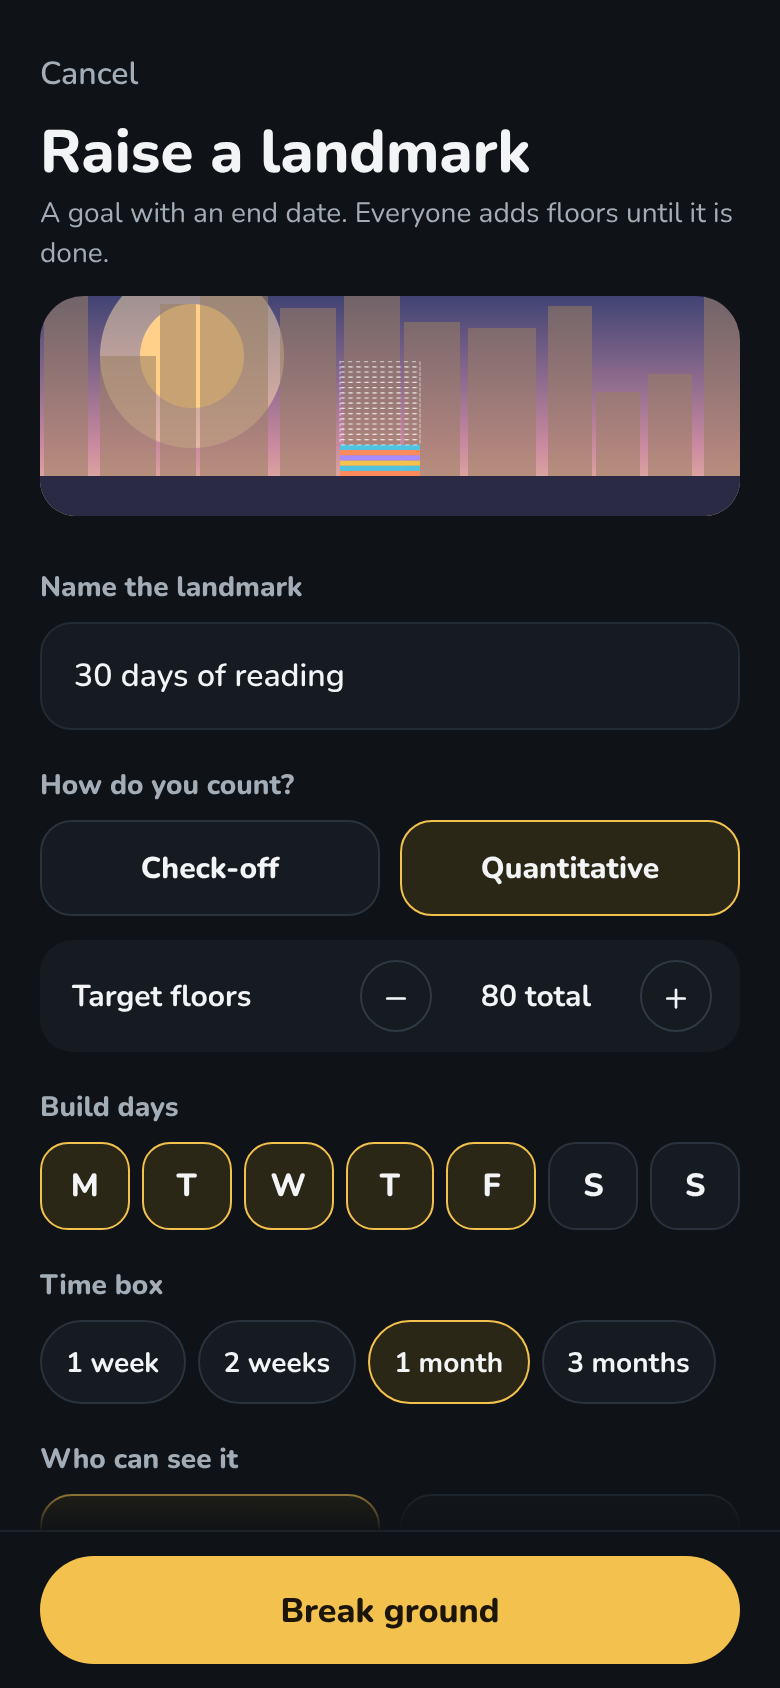 Cancel
Raise a landmark
A goal with an end date. Everyone adds floors until it is
done.
Name the landmark
30 days of reading
How do you count?
Check-off
Quantitative
Target floors
−
80 total
+
Build days
M
T
W
T
F
S
S
Time box
1 week
2 weeks
1 month
3 months
Who can see it
Break ground